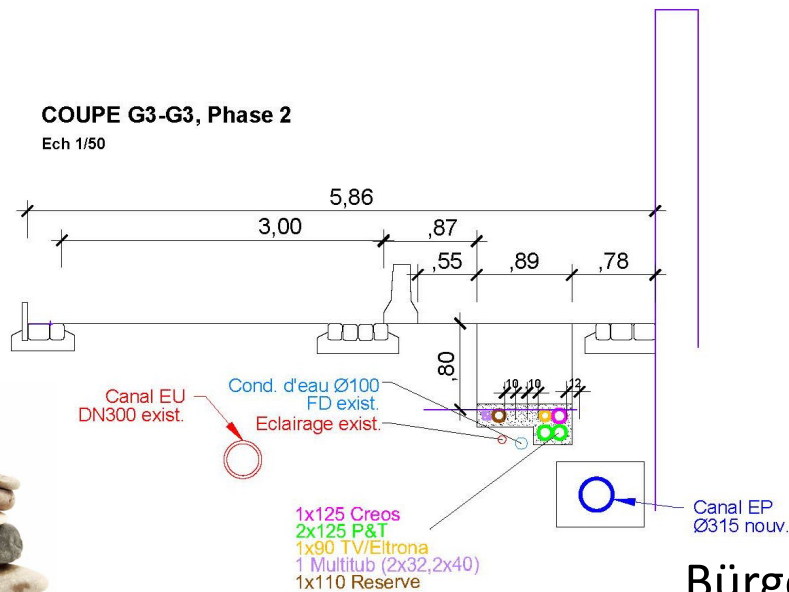 COUPE G3-G3, Phase 2
Ech 1/50
5,86
3,00
,87
,55
,89
,78
,80
,10
,10
,12
Canal EU
DN300 exist.
Cond. d'eau Ø100
FD exist.
Eclairage exist.
1x125 Creos
2x125 P&T
1x90 TV/Eltrona
1 Multitub (2x32,2x40)
1x110 Reserve
Canal EP
Ø315 nouv.